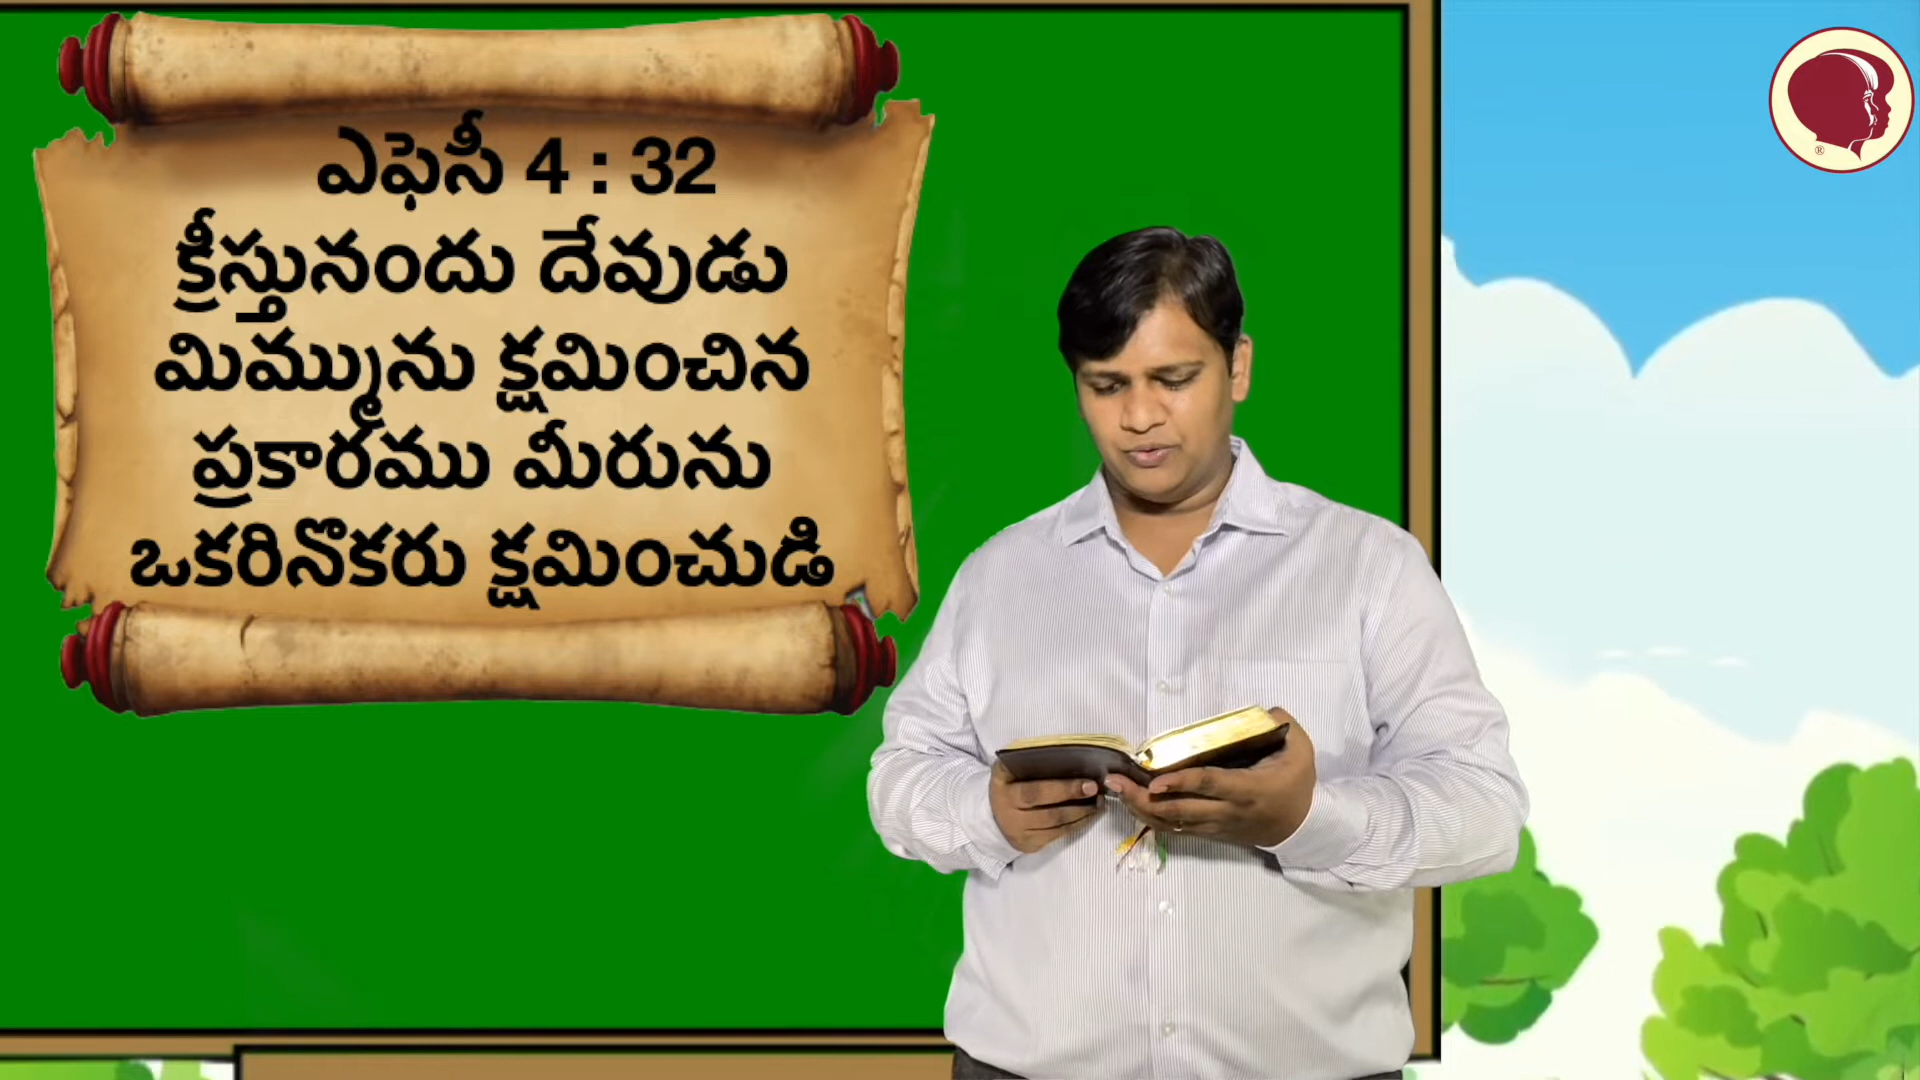 ఎఫెసీ 4 : 32
క్రీస్తునందు దేవుడు
మిమ్మును క్షమించిన
ప్రకారము మీరును
ఒకరినొకరు క్షమించుడి
®